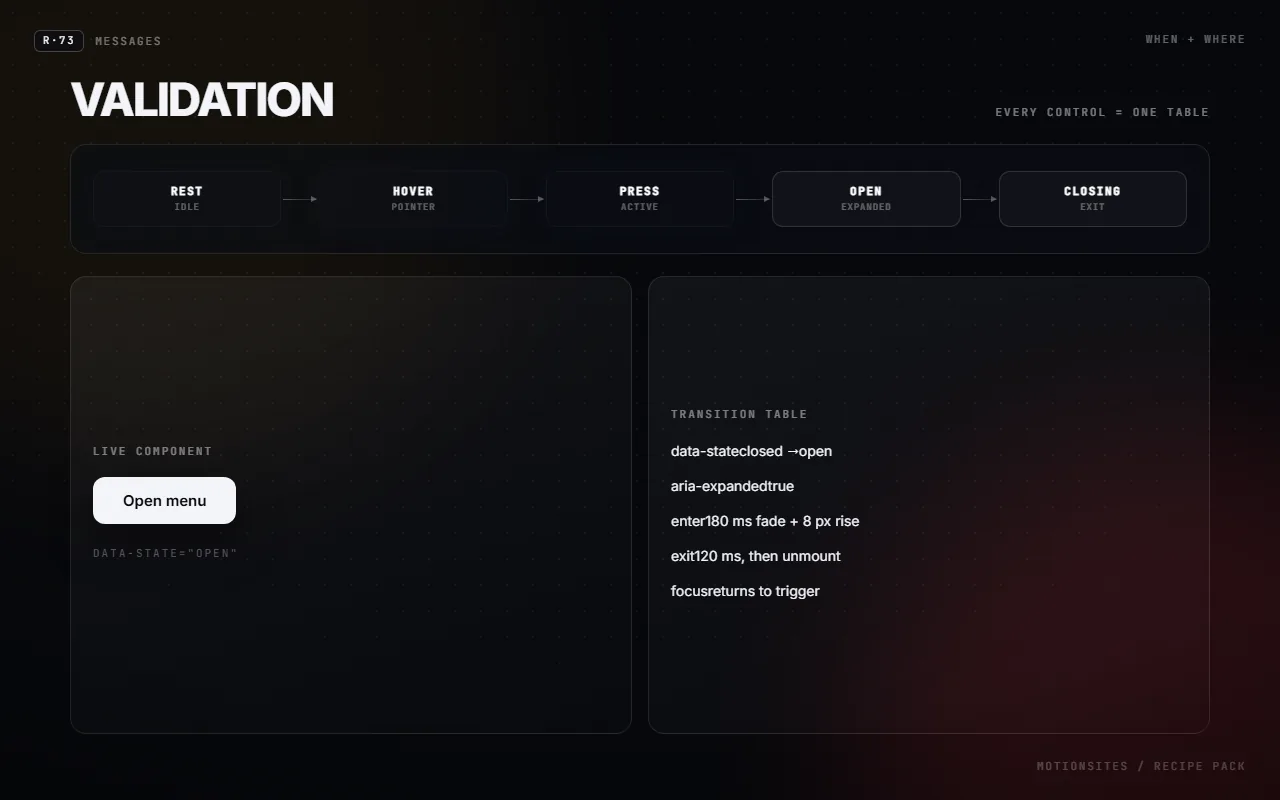 R·73 MESSAGES
WHEN + WHERE
VALIDATION
EVERY CONTROL = ONE TABLE
REST
IDLE
HOVER
POINTER
PRESS
ACTIVE
OPEN
EXPANDED
CLOSING
EXIT
LIVE COMPONENT
Open menu
DATA-STATE="OPEN"
TRANSITION TABLE
data-stateclosed →open
aria-expandedtrue
enter180 ms fade + 8 px rise
exit120 ms, then unmount
focusreturns to trigger
MOTIONSITES / RECIPE PACK